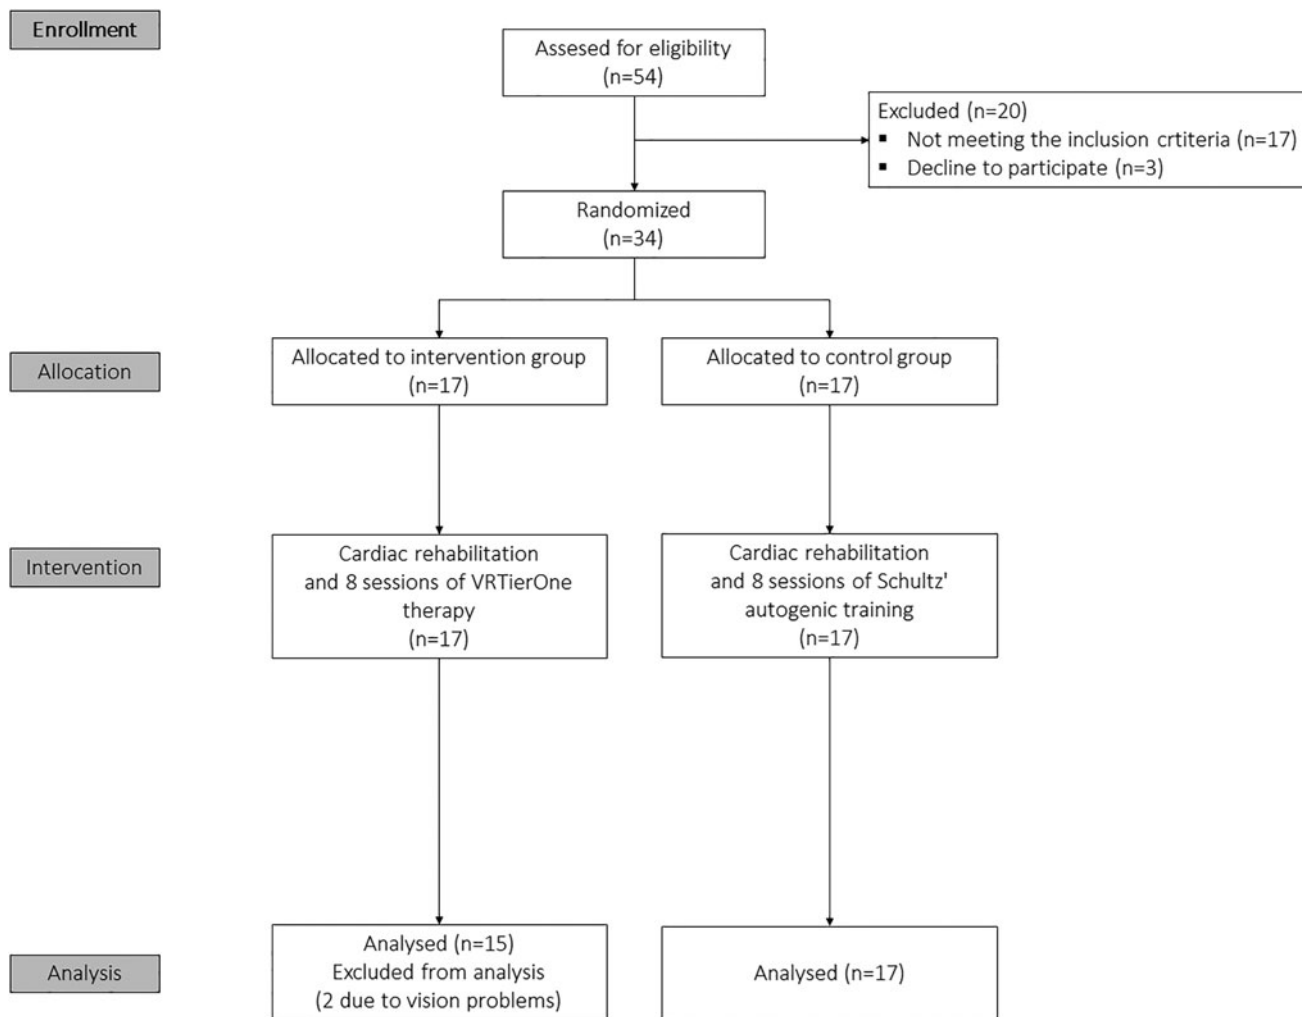 Enrollment
Assesed for eligibility
(n=54)
Excluded (n=20)
▪ Not meeting the inclusion crtiteria (n=17)
▪ Decline to participate (n=3)
Randomized
(n=34)
Allocation
Allocated to intervention group
(n=17)
Allocated to control group
(n=17)
Intervention
Cardiac rehabilitation
and 8 sessions of VRTierOne
therapy
(n=17)
Cardiac rehabilitation
and 8 sessions of Schultz'
autogenic training
(n=17)
Analysis
Analysed (n=15)
Excluded from analysis
(2 due to vision problems)
Analysed (n=17)